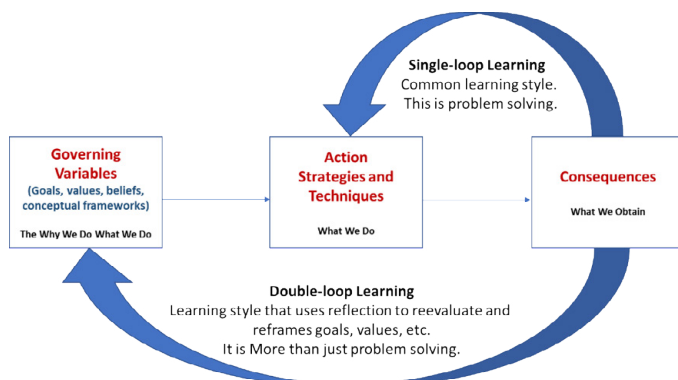 Single-loop Learning
Common learning style.
This is problem solving.
Governing
Variables
(Goals, values, beliefs,
conceptual frameworks)
The Why We Do What We Do
Action
Strategies and
Techniques
What We Do
Consequences
What We Obtain
Double-loop Learning
Learning style that uses reflection to reevaluate and
reframes goals, values, etc.
It is More than just problem solving.